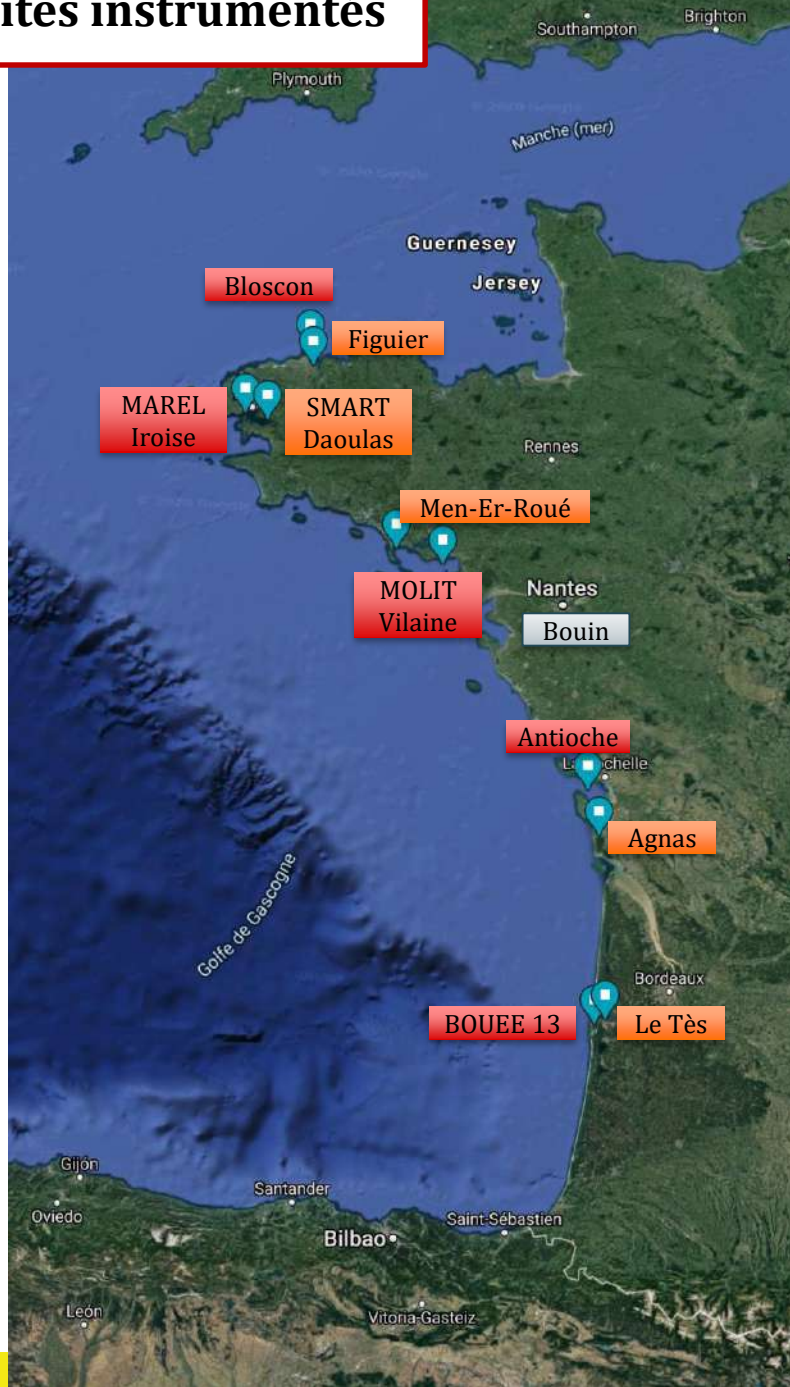 ites instrumentés
Southampton
Brighton
Plymouth
Manche (mer)
Guernesey
Jersey
Bloscon
Figuier
MAREL
Iroise
SMART
Daoulas
Rennes
Men-Er-Roué
MOLIT
Vilaine
Nantes
Bouin
Antioche
La chelle
Agnas
Golfe de Gascogne
Bordeaux
BOUEE 13
Le Tès
Gijón
Santander
Oviedo
Saint-Sébastien
Bilbao
León
Vitoria-Gasteiz